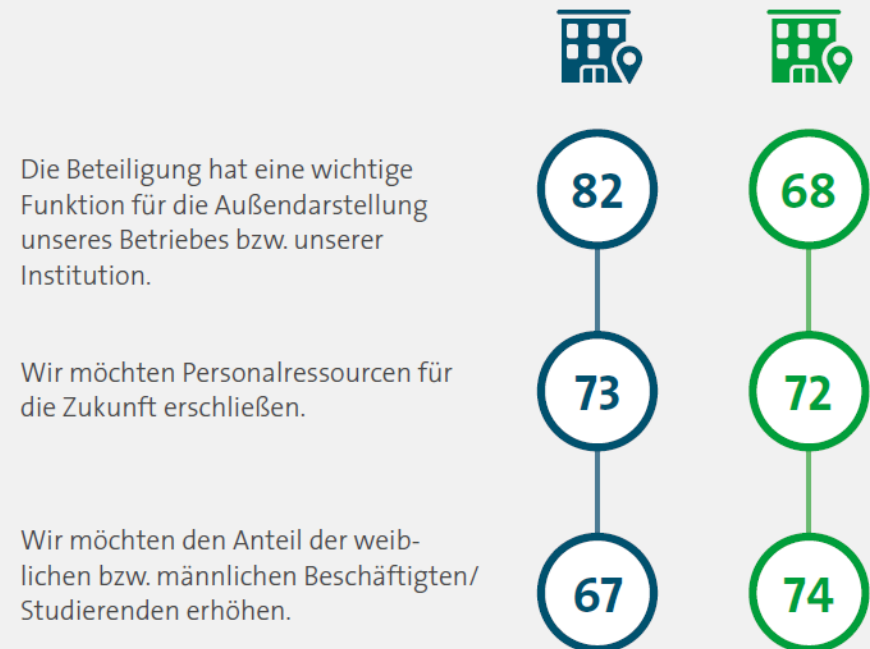 Die Beteiligung hat eine wichtige
Funktion für die Außendarstellung
unseres Betriebes bzw. unserer
Institution.
82
68
Wir möchten Personalressourcen für
die Zukunft erschließen.
73
72
Wir möchten den Anteil der weib-
lichen bzw. männlichen Beschäftigten/
Studierenden erhöhen.
67
74